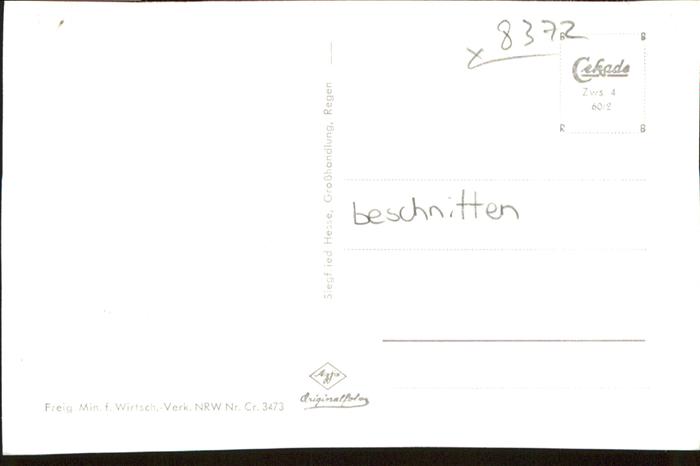 x 8372
B B
Cekade
Zws 4
60/2
R B
Siegfried Hesse, Großhandlung, Regen
beschnitten
Agfa
Originalfoto
Freig. Min. f. Wirtsch.-Verk. NRW Nr. Cr. 3473